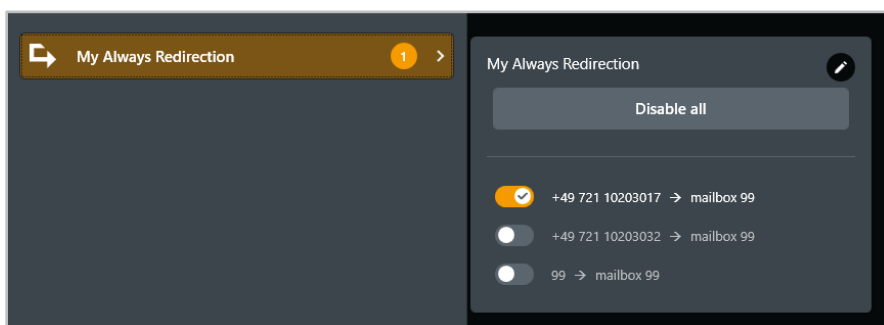 My Always Redirection 1
My Always Redirection
Disable all
+49 721 10203017 → mailbox 99
+49 721 10203032 → mailbox 99
99 → mailbox 99